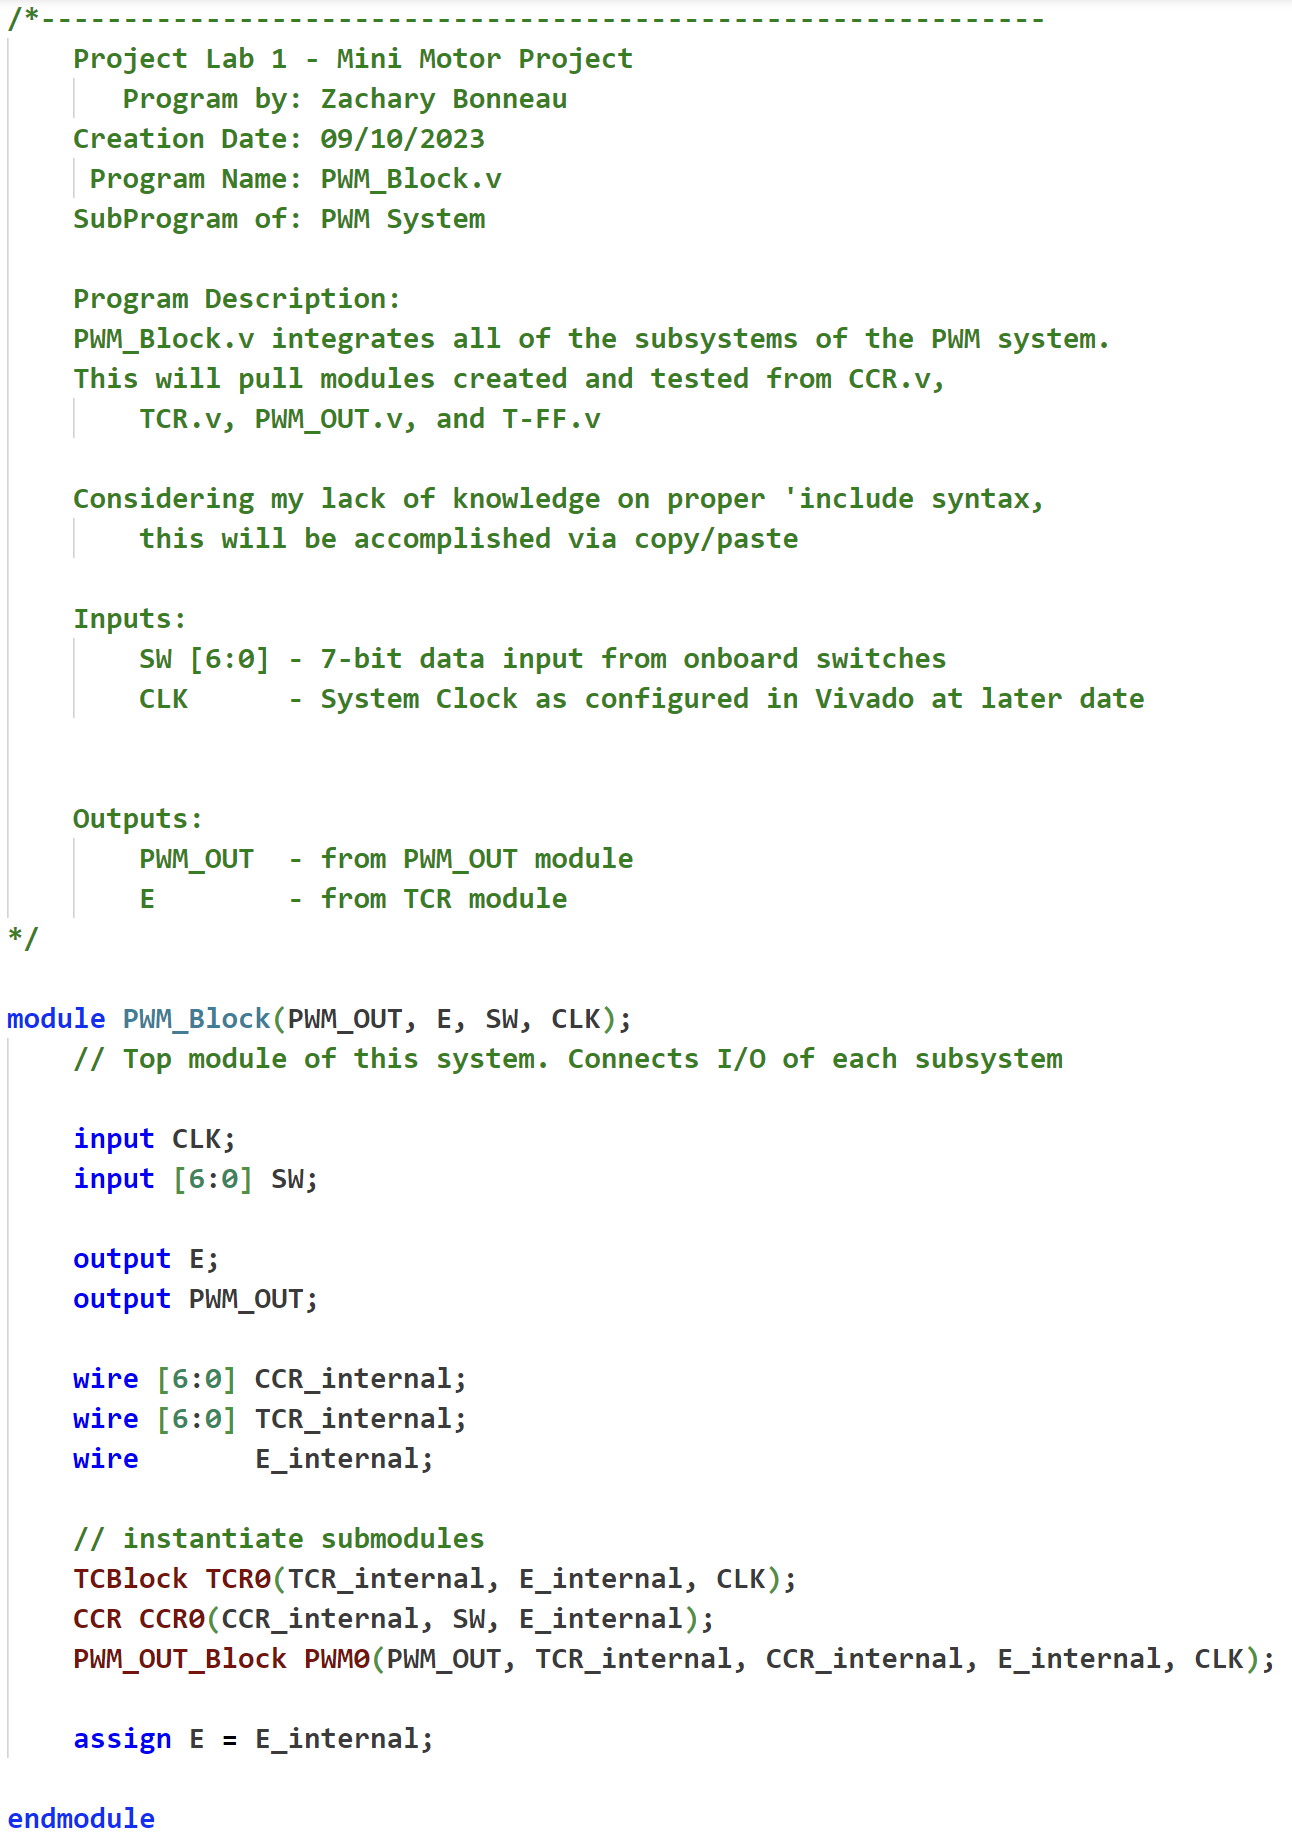 /*-------------------------------------------------------------
Project Lab 1 - Mini Motor Project
Program by: Zachary Bonneau
Creation Date: 09/10/2023
Program Name: PWM_Block.v
SubProgram of: PWM System
Program Description:
PWM_Block.v integrates all of the subsystems of the PWM system.
This will pull modules created and tested from CCR.v,
TCR.v, PWM_OUT.v, and T-FF.v
Considering my lack of knowledge on proper 'include syntax,
this will be accomplished via copy/paste
Inputs:
SW [6:0] - 7-bit data input from onboard switches
CLK      - System Clock as configured in Vivado at later date
Outputs:
PWM_OUT  - from PWM_OUT module
E        - from TCR module
*/
module PWM_Block(PWM_OUT, E, SW, CLK);
// Top module of this system. Connects I/O of each subsystem
input CLK;
input [6:0] SW;
output E;
output PWM_OUT;
wire [6:0] CCR_internal;
wire [6:0] TCR_internal;
wire       E_internal;
// instantiate submodules
TCBlock TCR0(TCR_internal, E_internal, CLK);
CCR CCR0(CCR_internal, SW, E_internal);
PWM_OUT_Block PWM0(PWM_OUT, TCR_internal, CCR_internal, E_internal, CLK);
assign E = E_internal;
endmodule